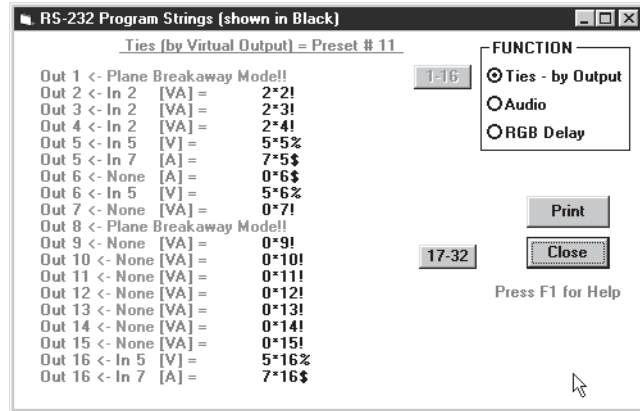 RS-232 Program Strings (shown in Black)
Ties (by Virtual Output) = Preset # 11
Out 1 <- Plane Breakaway Mode!!
Out 2 <- In 2 [VA] = 2*2!
Out 3 <- In 2 [VA] = 2*3!
Out 4 <- In 2 [VA] = 2*4!
Out 5 <- In 5 [V] = 5*5%
Out 5 <- In 7 [A] = 7*5$
Out 6 <- None [A] = 0*6$
Out 6 <- In 5 [V] = 5*6%
Out 7 <- None [VA] = 0*7!
Out 8 <- Plane Breakaway Mode!!
Out 9 <- None [VA] = 0*9!
Out 10 <- None [VA] = 0*10!
Out 11 <- None [VA] = 0*11!
Out 12 <- None [VA] = 0*12!
Out 13 <- None [VA] = 0*13!
Out 14 <- None [VA] = 0*14!
Out 15 <- None [VA] = 0*15!
Out 16 <- In 5 [V] = 5*16%
Out 16 <- In 7 [A] = 7*16$
1-16
17-32
FUNCTION
Ties - by Output
Audio
RGB Delay
Print
Close
Press F1 for Help